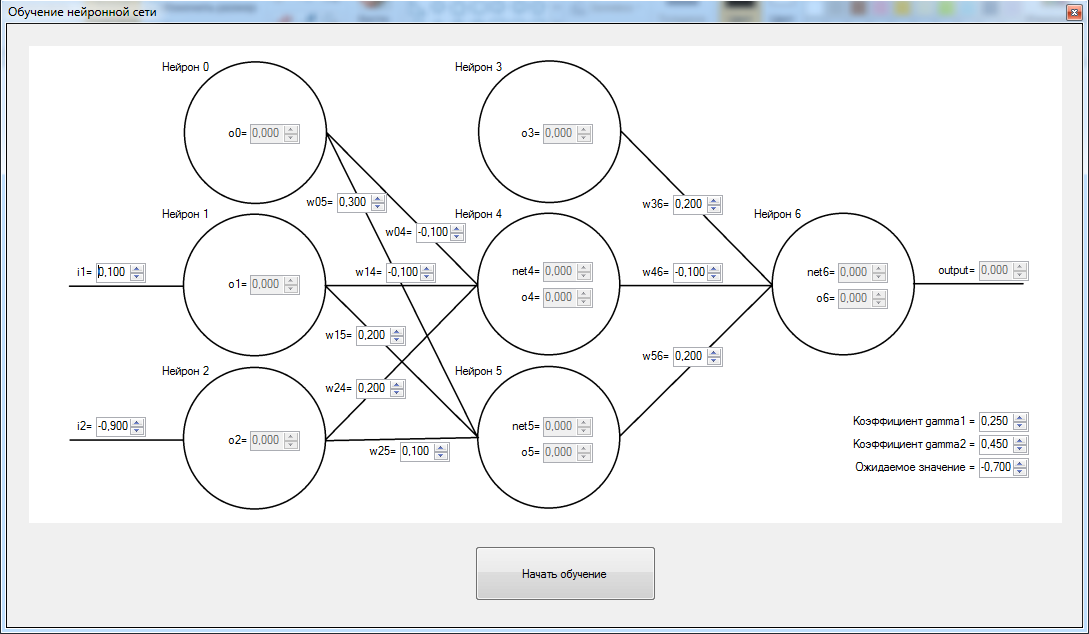 Обучение нейронной сети
Нейрон 0
Нейрон 3
o0= 0,000
o3= 0,000
w05= 0,300
w36= 0,200
Нейрон 1
Нейрон 4
Нейрон 6
w04= -0,100
i1= 0,100
w14= -0,100
net4= 0,000
w46= -0,100
net6= 0,000
output= 0,000
o1= 0,000
o4= 0,000
o6= 0,000
w15= 0,200
w56= 0,200
Нейрон 2
Нейрон 5
w24= 0,200
i2= -0,900
o2= 0,000
net5= 0,000
w25= 0,100
o5= 0,000
Коэффициент gamma1 = 0,250
Коэффициент gamma2 = 0,450
Ожидаемое значение = -0,700
Начать обучение